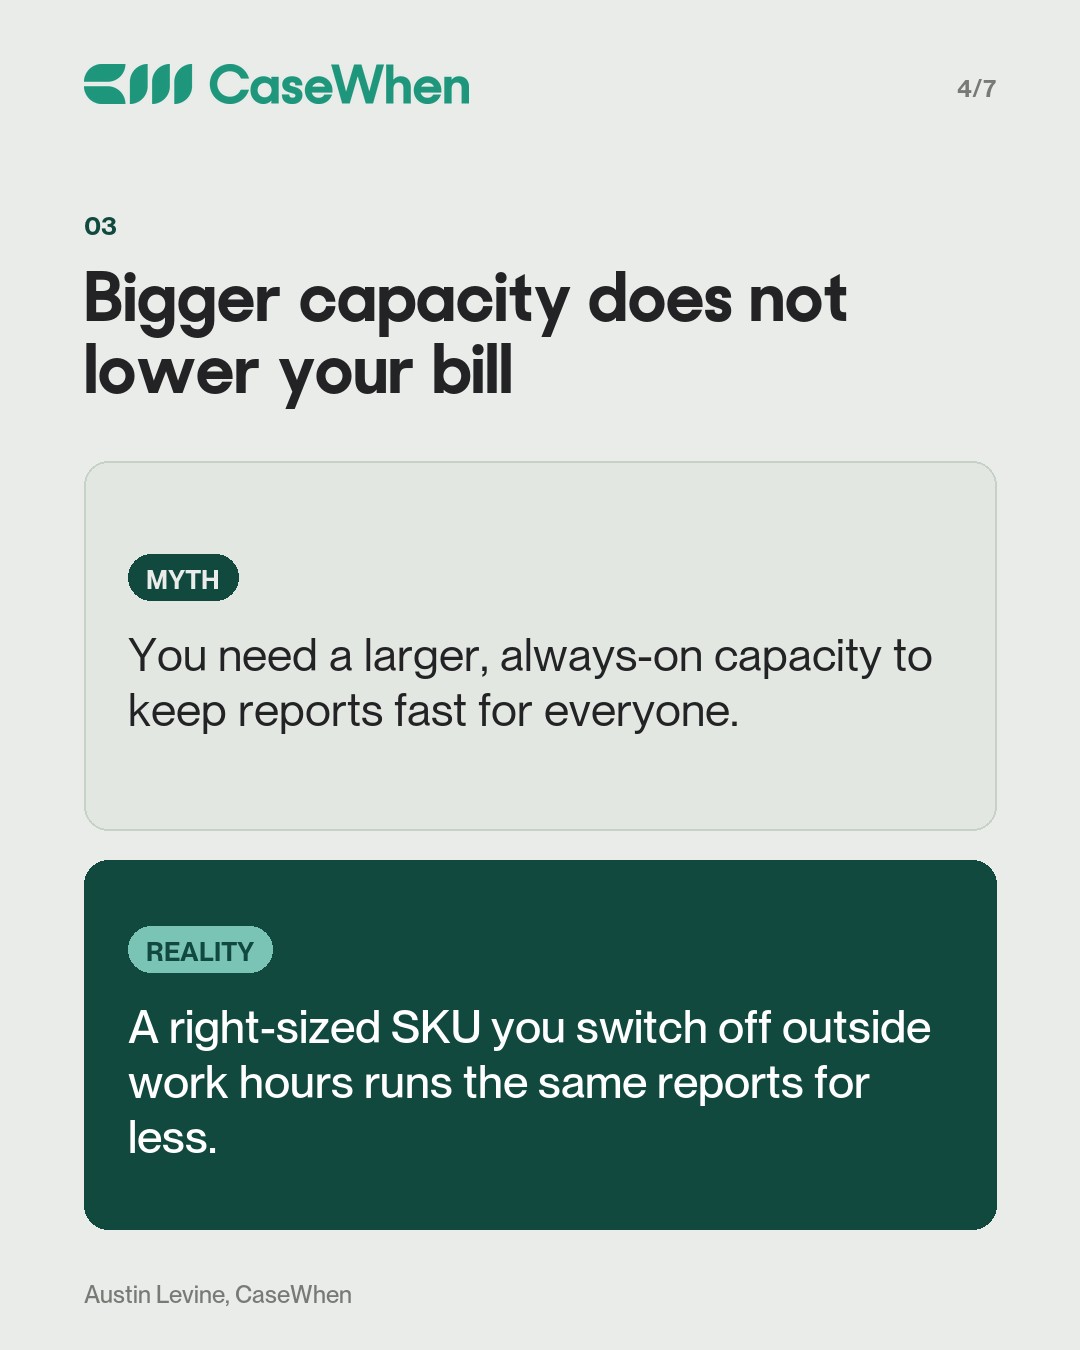 CaseWhen
4/7
03
Bigger capacity does not
lower your bill
MYTH
You need a larger, always-on capacity to
keep reports fast for everyone.
REALITY
A right-sized SKU you switch off outside
work hours runs the same reports for
less.
Austin Levine, CaseWhen